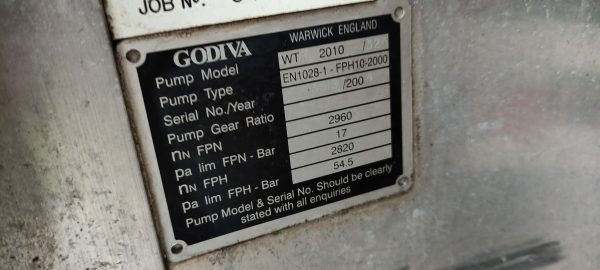 JOB No.
GODIVA WARWICK ENGLAND
Pump Model WT 2010 /
Pump Type EN1028-1 - FPH10-2000
Serial No./Year /200
Pump Gear Ratio
nN FPN 2960
pa lim FPN - Bar 17
nN FPH 2820
pa lim FPH - Bar 54.5
Pump Model & Serial No. Should be clearly
stated with all enquiries